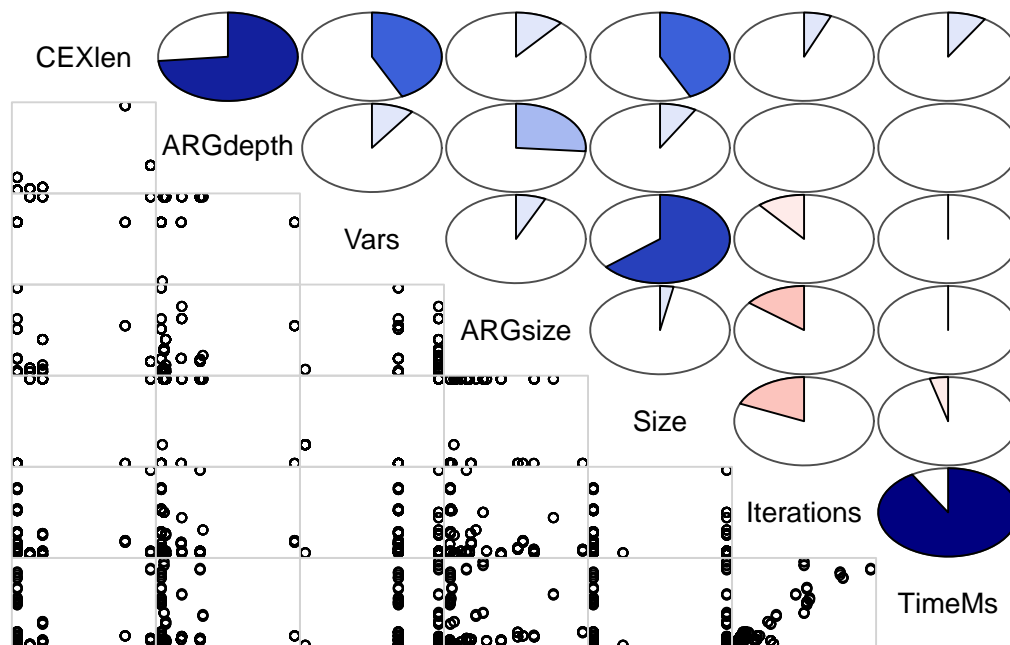 CEXlen
ARGdepth
Vars
ARGsize
Size
Iterations
TimeMs